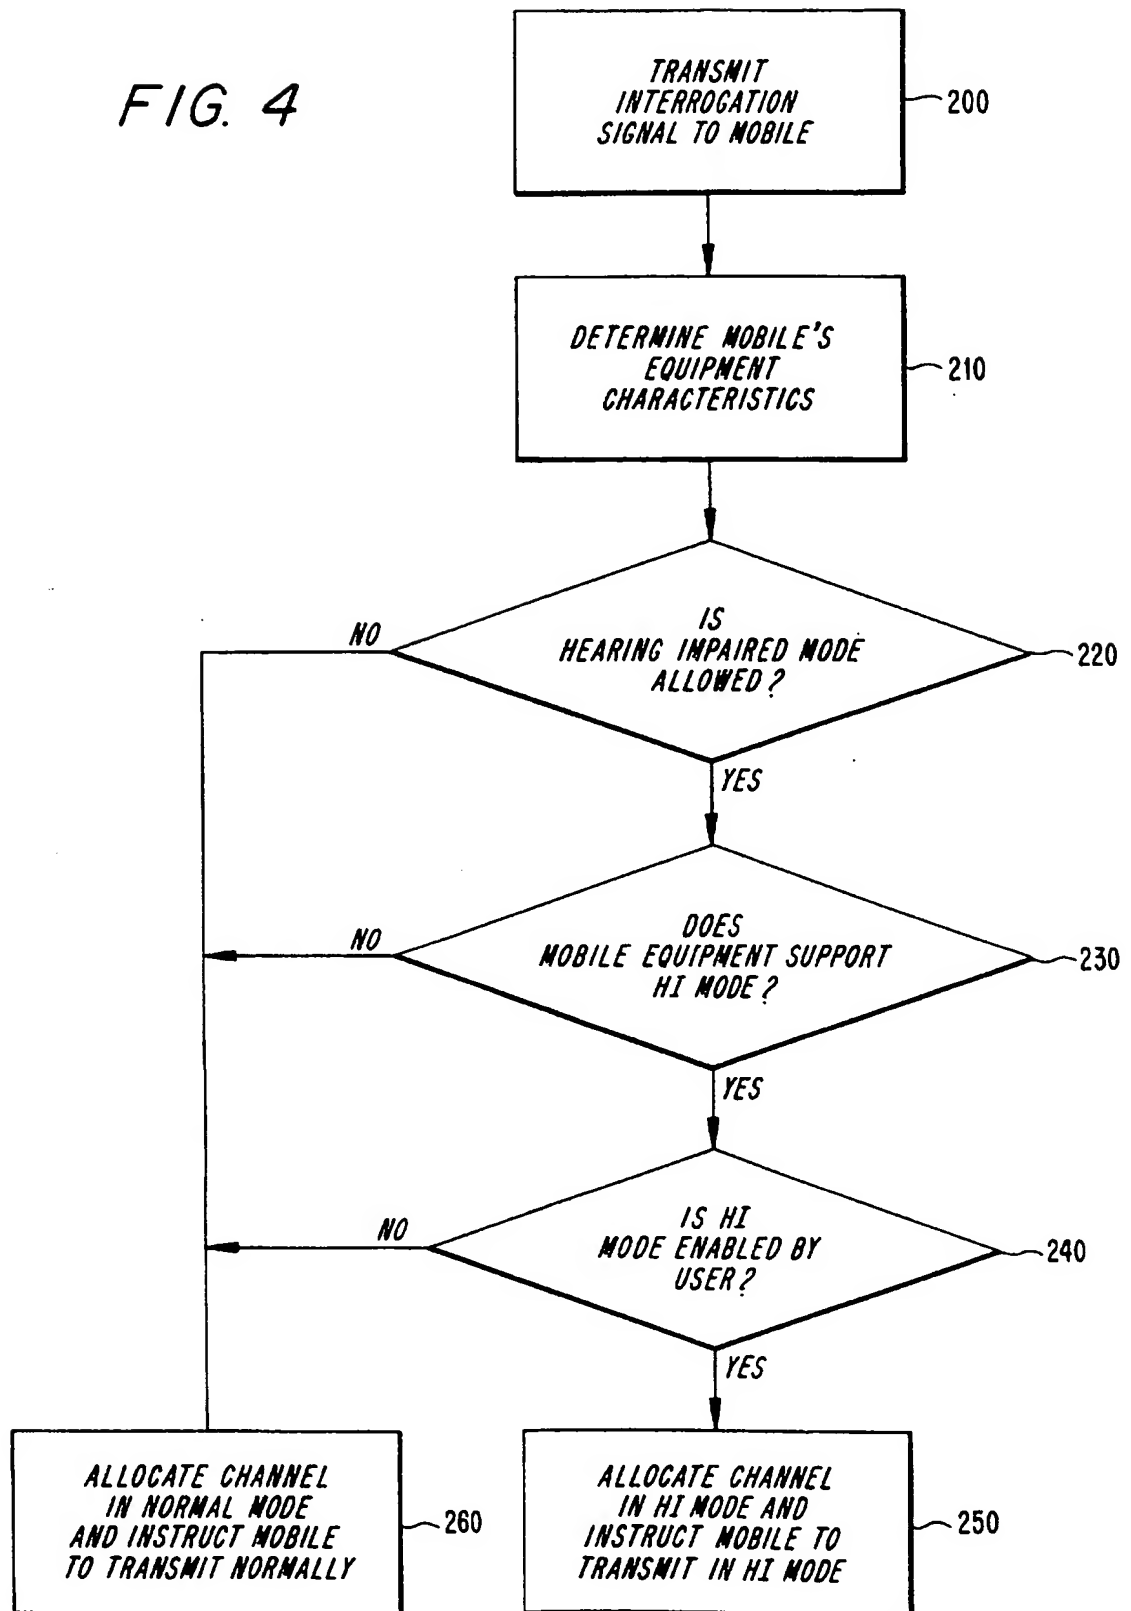 FIG. 4
TRANSMIT
INTERROGATION
SIGNAL TO MOBILE
200
DETERMINE MOBILE'S
EQUIPMENT
CHARACTERISTICS
210
IS
HEARING IMPAIRED MODE
ALLOWED?
220
NO
YES
DOES
MOBILE EQUIPMENT SUPPORT
HI MODE?
230
NO
YES
IS HI
MODE ENABLED BY
USER?
240
NO
YES
ALLOCATE CHANNEL
IN NORMAL MODE
AND INSTRUCT MOBILE
TO TRANSMIT NORMALLY
260
ALLOCATE CHANNEL
IN HI MODE AND
INSTRUCT MOBILE TO
TRANSMIT IN HI MODE
250